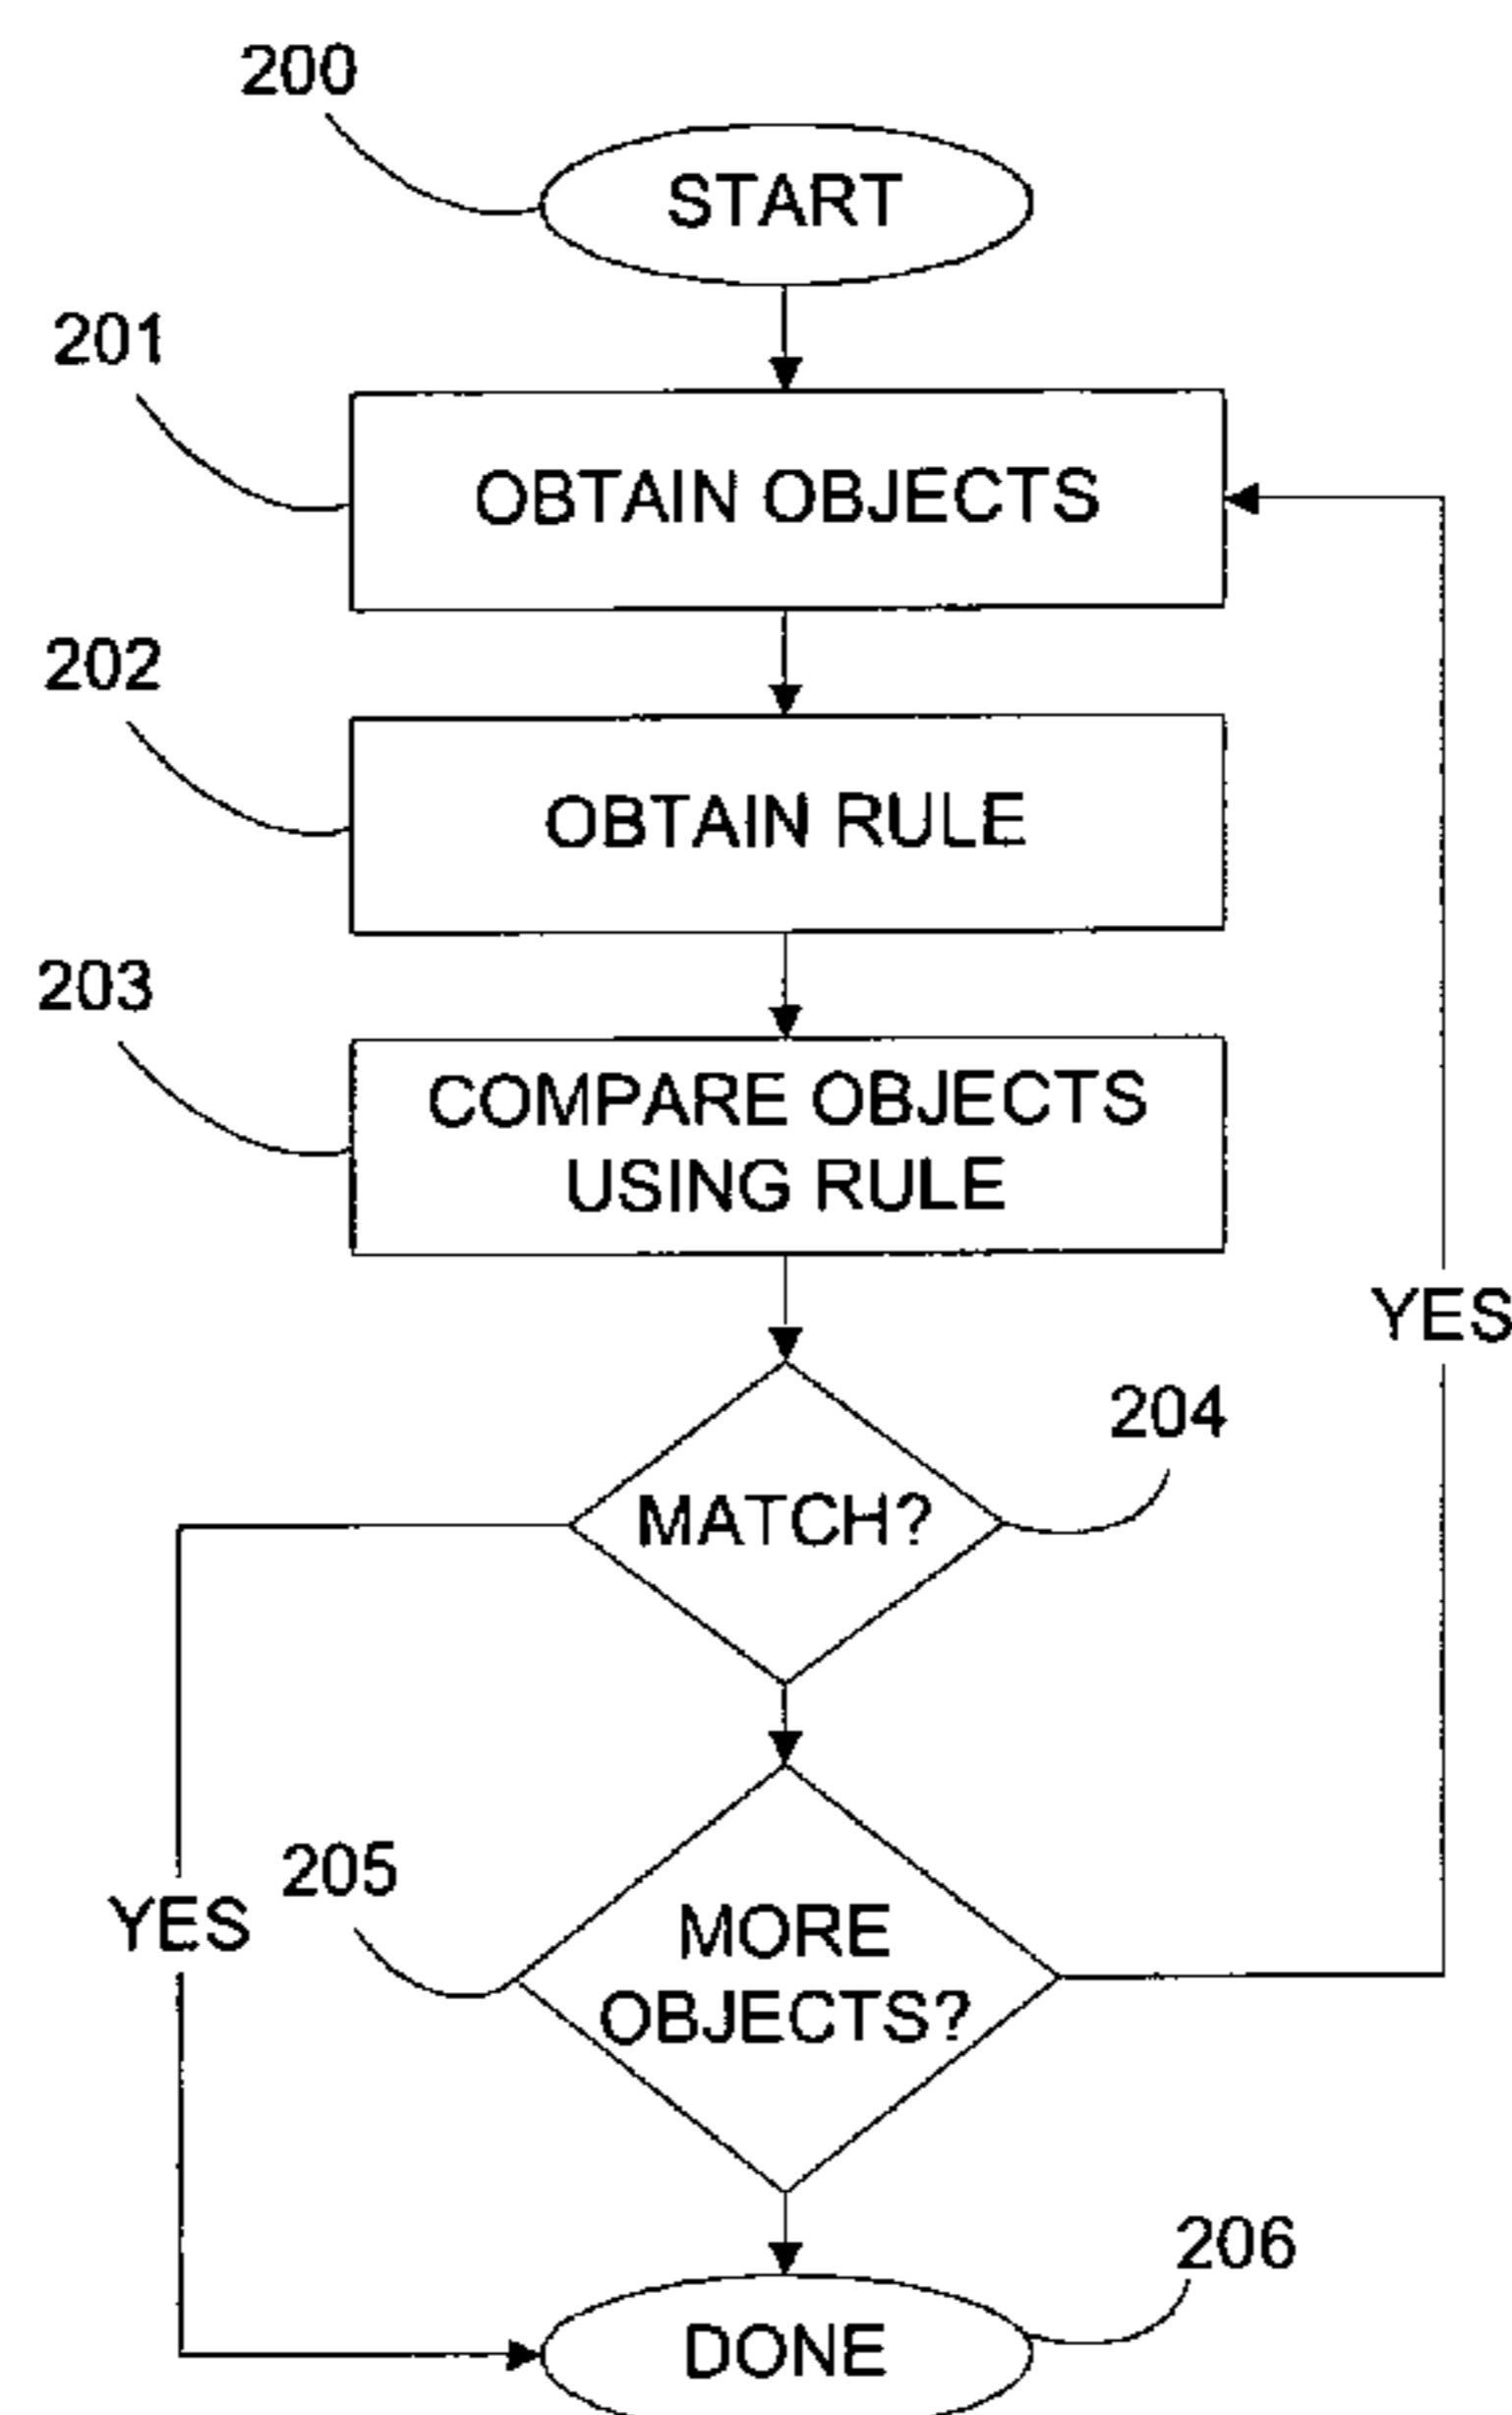 200
START
201
OBTAIN OBJECTS
202
OBTAIN RULE
203
COMPARE OBJECTS
USING RULE
YES
204
MATCH?
205
YES
MORE
OBJECTS?
206
DONE